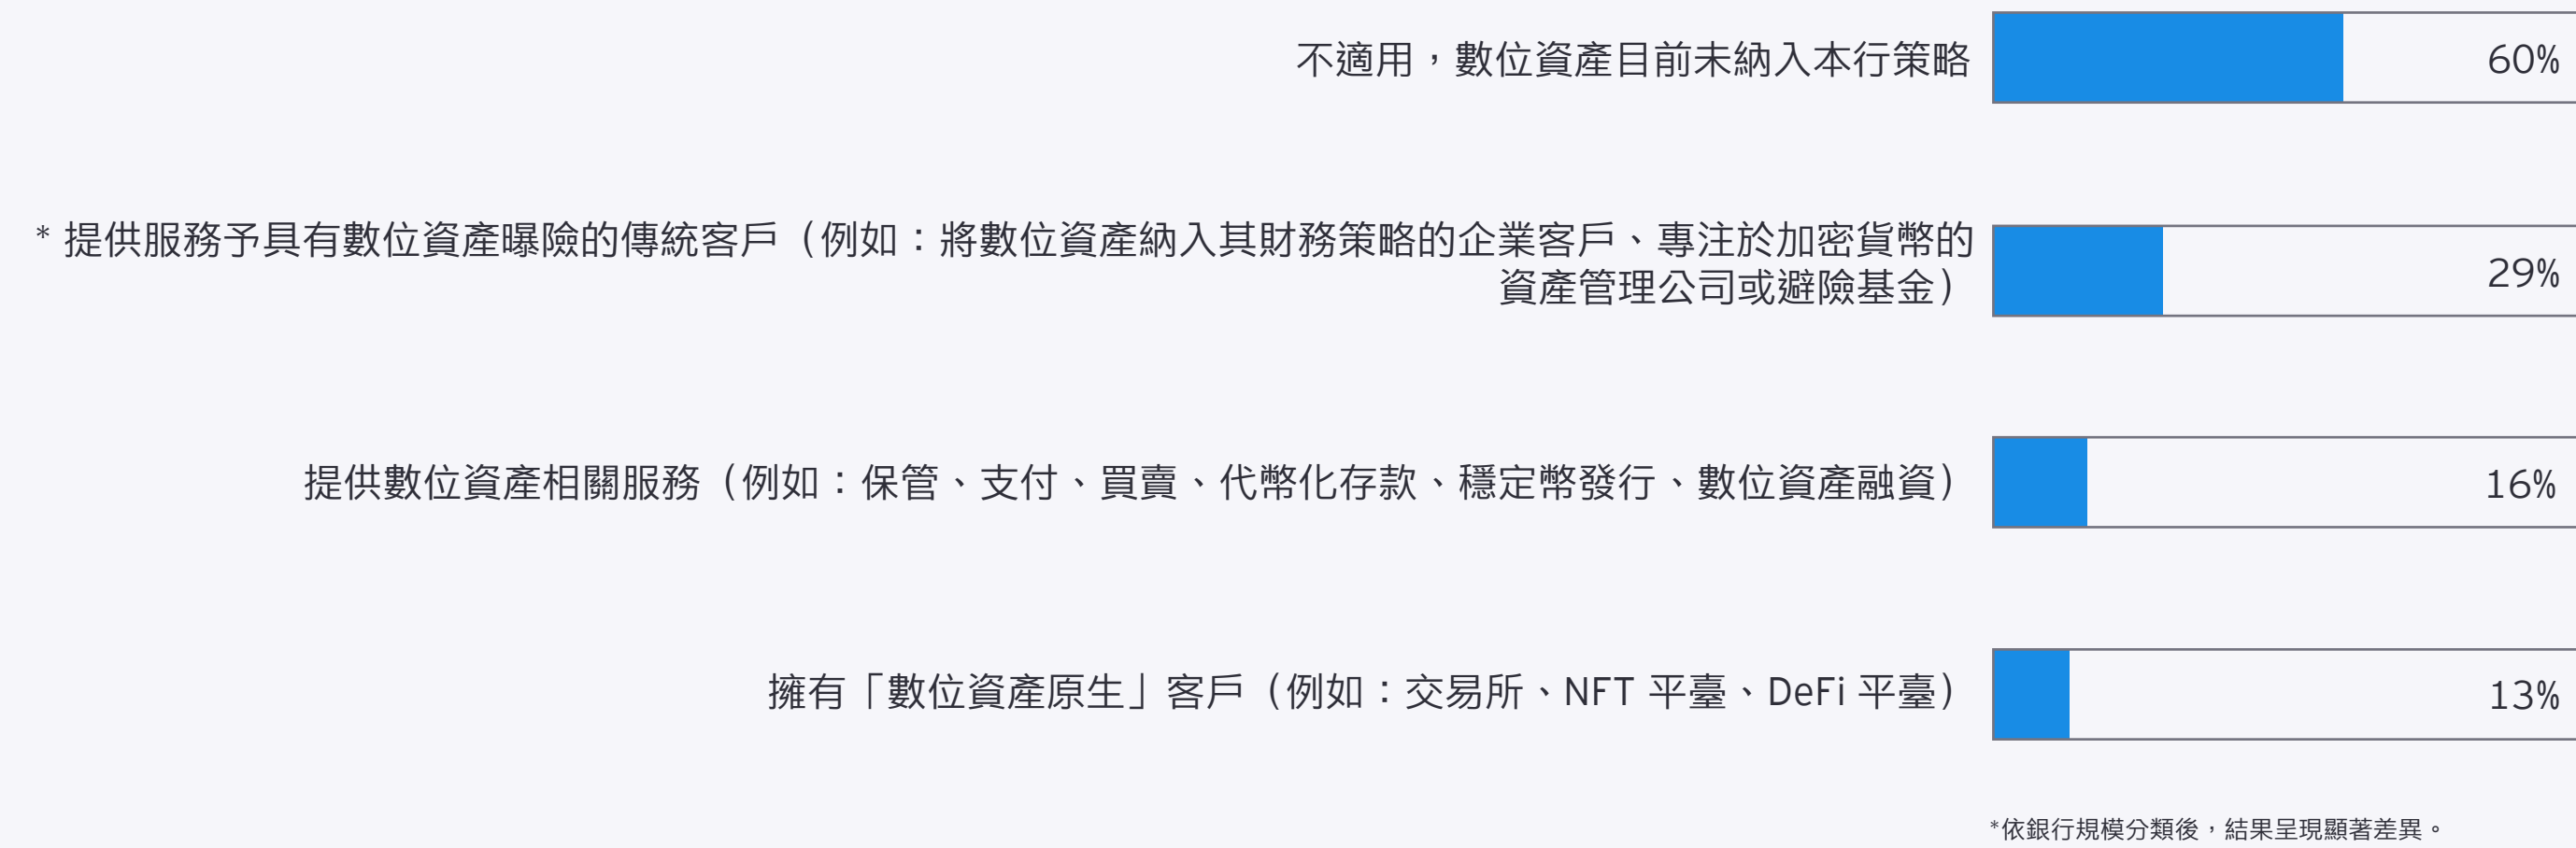 不適用，數位資產目前未納入本行策略
60%
* 提供服務予具有數位資產曝險的傳統客戶（例如：將數位資產納入其財務策略的企業客戶、專注於加密貨幣的
資產管理公司或避險基金）
29%
提供數位資產相關服務（例如：保管、支付、買賣、代幣化存款、穩定幣發行、數位資產融資）
16%
擁有「數位資產原生」客戶（例如：交易所、NFT 平臺、DeFi 平臺）
13%
*依銀行規模分類後，結果呈現顯著差異。